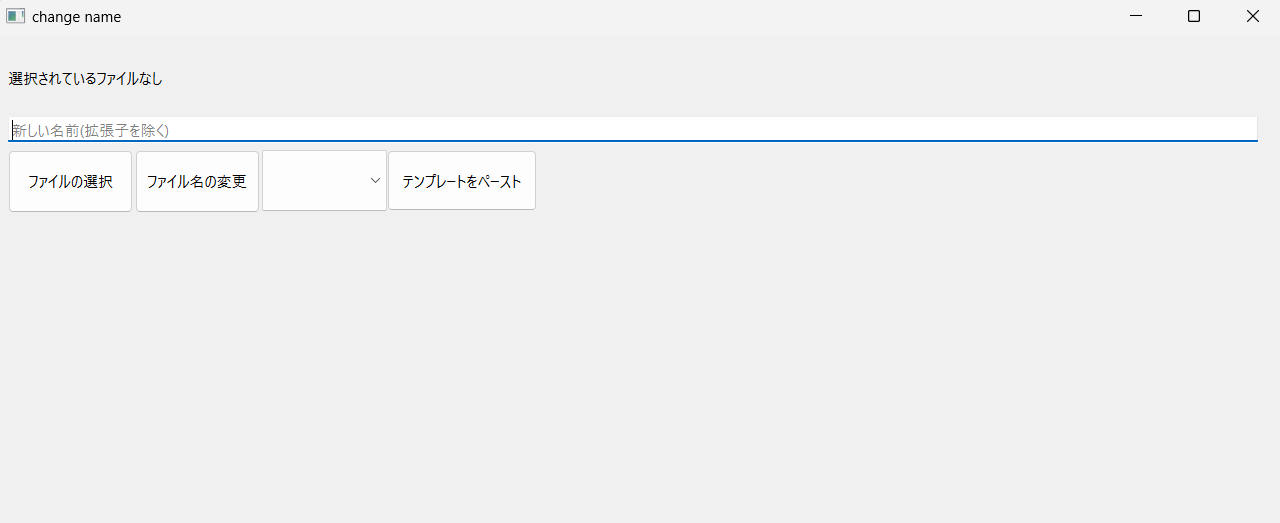 change name
選択されているファイルなし
新しい名前(拡張子を除く)
ファイルの選択 ファイル名の変更 テンプレートをペースト